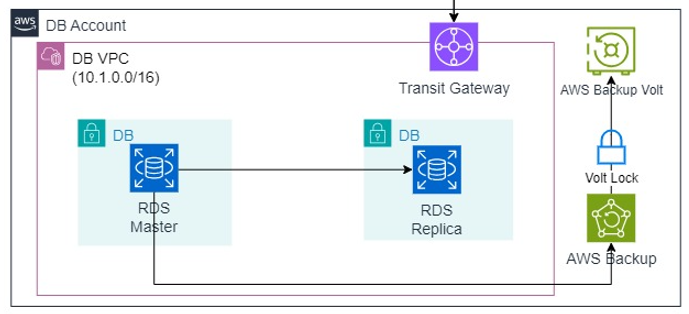 aws
DB Account
DB VPC
(10.1.0.0/16)
Transit Gateway
AWS Backup Volt
DB
DB
RDS
Master
RDS
Replica
Volt Lock
AWS Backup